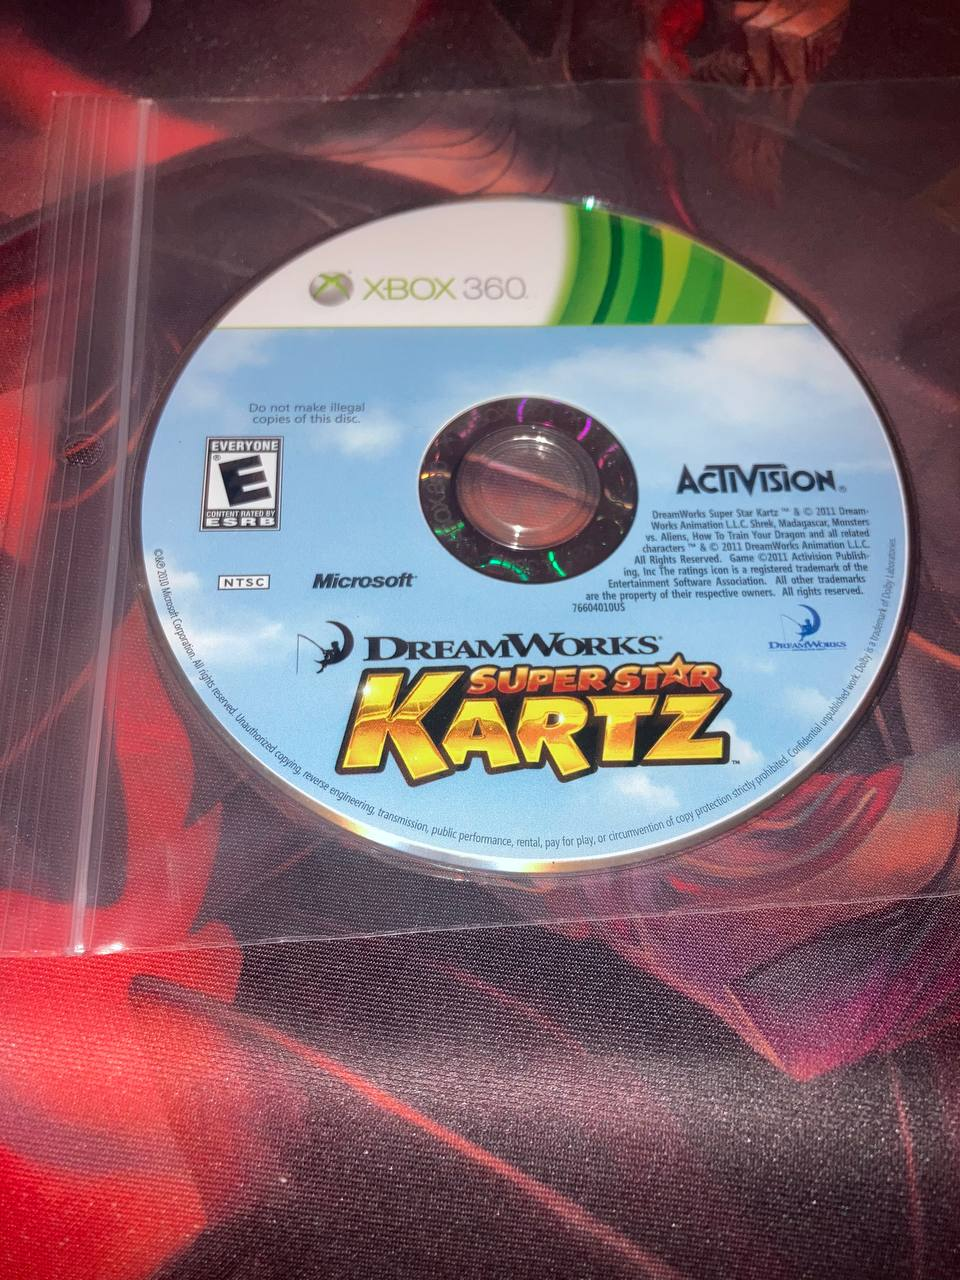 XBOX 360.
Do not make illegal
copies of this disc.
EVERYONE
E
®
CONTENT RATED BY
ESRB
NTSC
Microsoft®
ACTIVISION®
DreamWorks Super Star Kartz ™ & © 2011 Dream-
Works Animation L.L.C. Shrek, Madagascar, Monsters
vs. Aliens, How To Train Your Dragon and all related
characters ™ & © 2011 DreamWorks Animation L.L.C.
All Rights Reserved. Game ©2011 Activision Publish-
ing, Inc The ratings icon is a registered trademark of the
Entertainment Software Association. All other trademarks
are the property of their respective owners. All rights reserved.
76604010US
DREAMWORKS
DREAMWORKS®
SUPER STAR
KARTZ™
©&℗ 2010 Microsoft Corporation. All rights reserved. Unauthorized copying, reverse engineering, transmission, public performance, rental, pay for play, or circumvention of copy protection strictly prohibited. Confidential unpublished work. Dolby is a trademark of Dolby Laboratories.